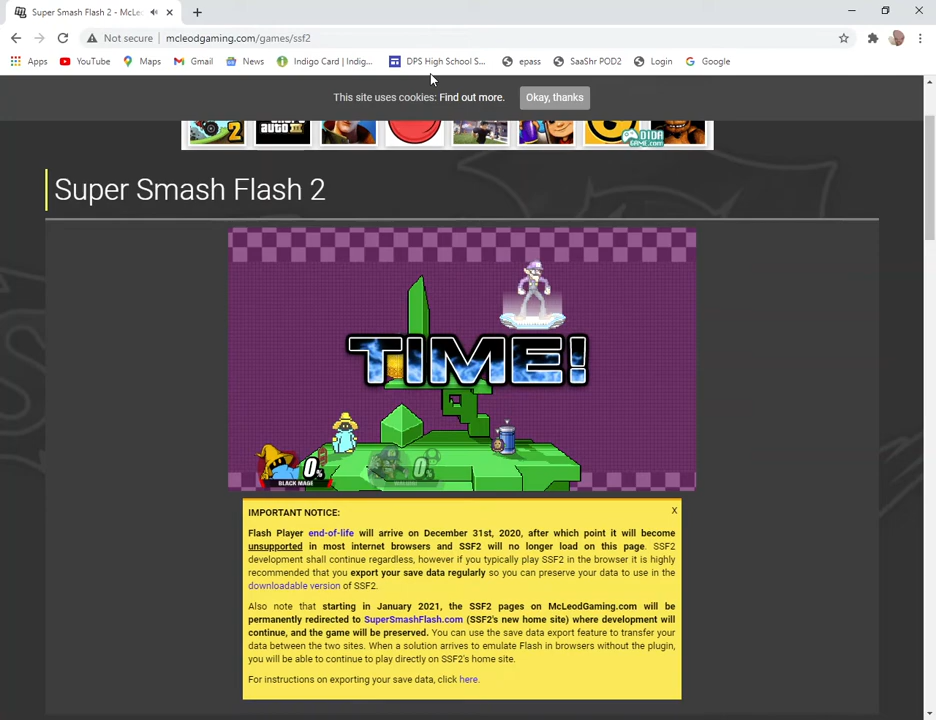 Super Smash Flash 2 - McLe
Not secure
mcleodgaming.com/games/ssf2
Apps
YouTube
Maps
Gmail
News
Indigo Card | Indig...
DPS High School S...
epass
SaaShr POD2
Login
Google
This site uses cookies: Find out more.
Okay, thanks
2
DIDA
GAME.com
Super Smash Flash 2
TIME!
0%
BLACK MAGE
0
WALUIGI
IMPORTANT NOTICE:
X
Flash Player end-of-life will arrive on December 31st, 2020, after which point it will become
unsupported in most internet browsers and SSF2 will no longer load on this page. SSF2
development shall continue regardless, however if you typically play SSF2 in the browser it is highly
recommended that you export your save data regularly so you can preserve your data to use in the
downloadable version of SSF2.
Also note that starting in January 2021, the SSF2 pages on McLeodGaming.com will be
permanently redirected to SuperSmashFlash.com (SSF2's new home site) where development will
continue, and the game will be preserved. You can use the save data export feature to transfer your
data between the two sites. When a solution arrives to emulate Flash in browsers without the plugin,
you will be able to continue to play directly on SSF2's home site.
For instructions on exporting your save data, click here.